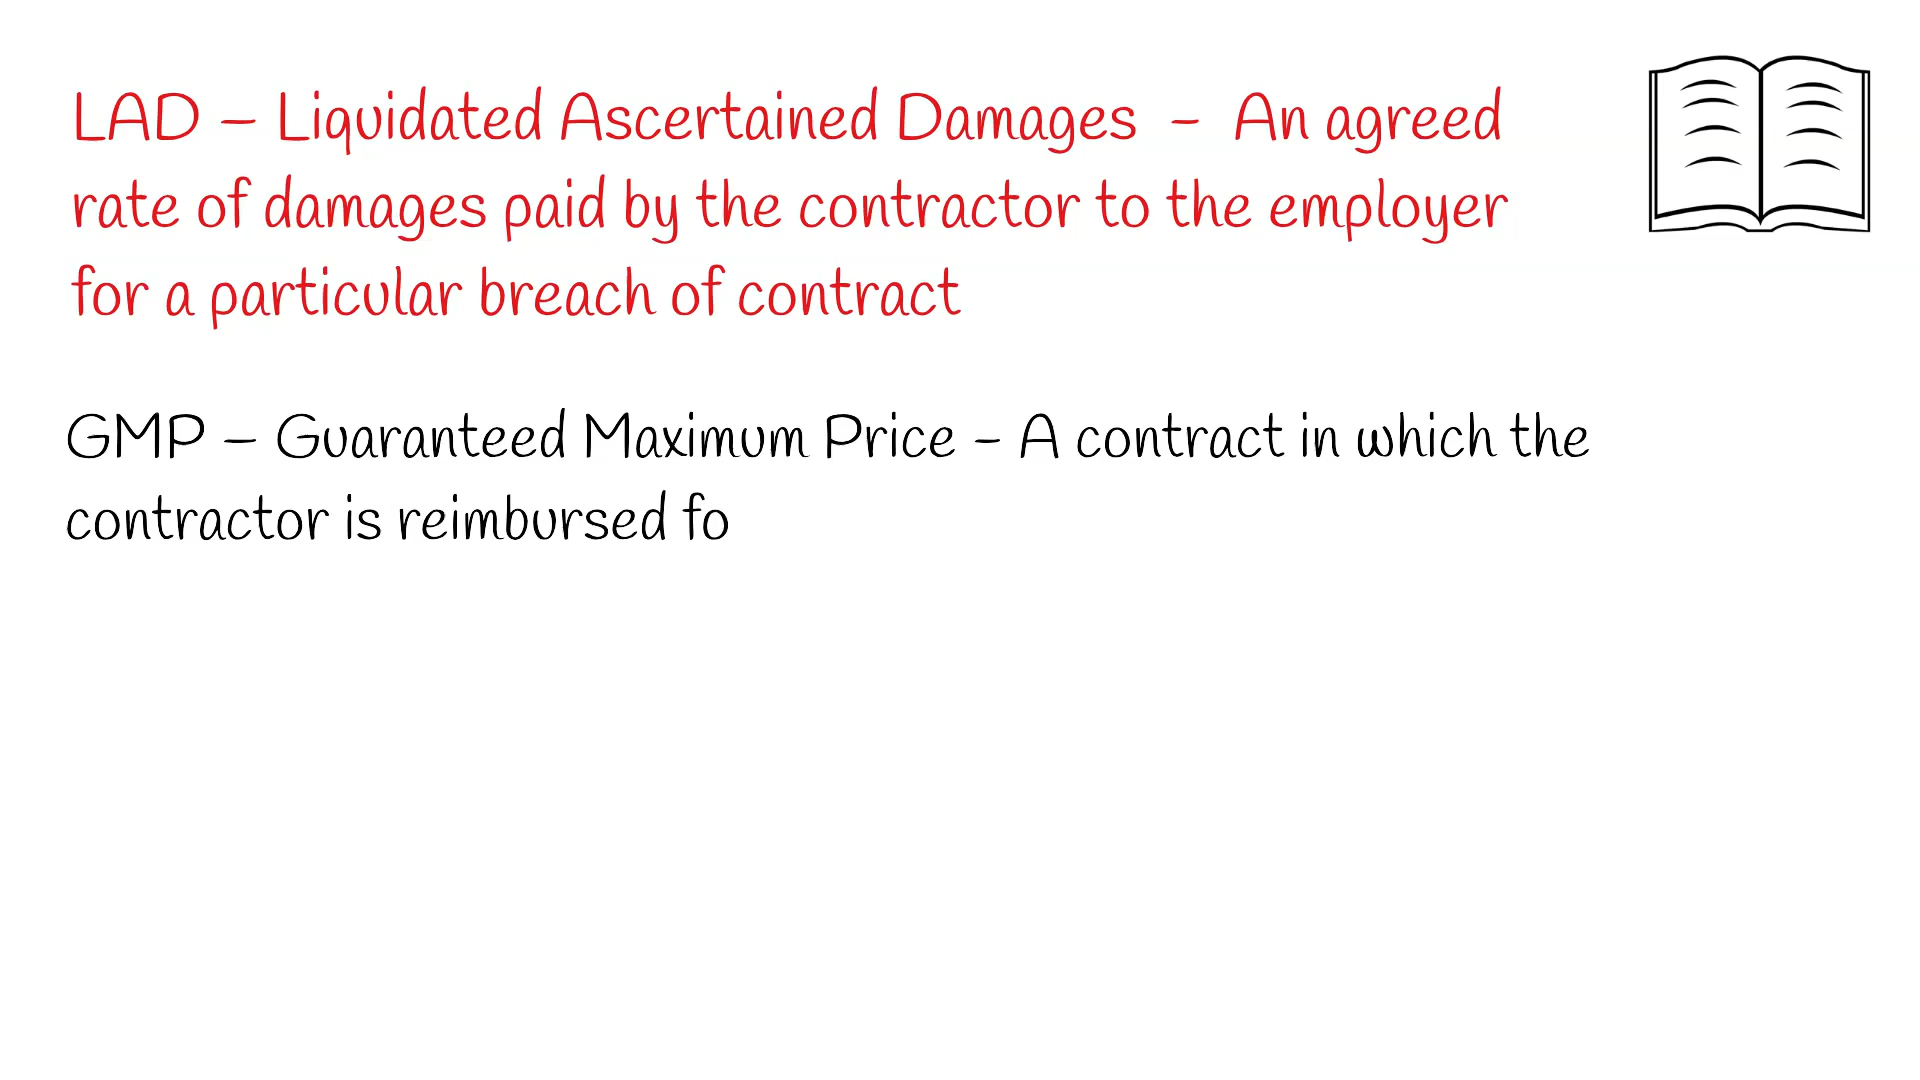 LAD – Liquidated Ascertained Damages - An agreed
rate of damages paid by the contractor to the employer
for a particular breach of contract
GMP – Guaranteed Maximum Price - A contract in which the
contractor is reimbursed fo